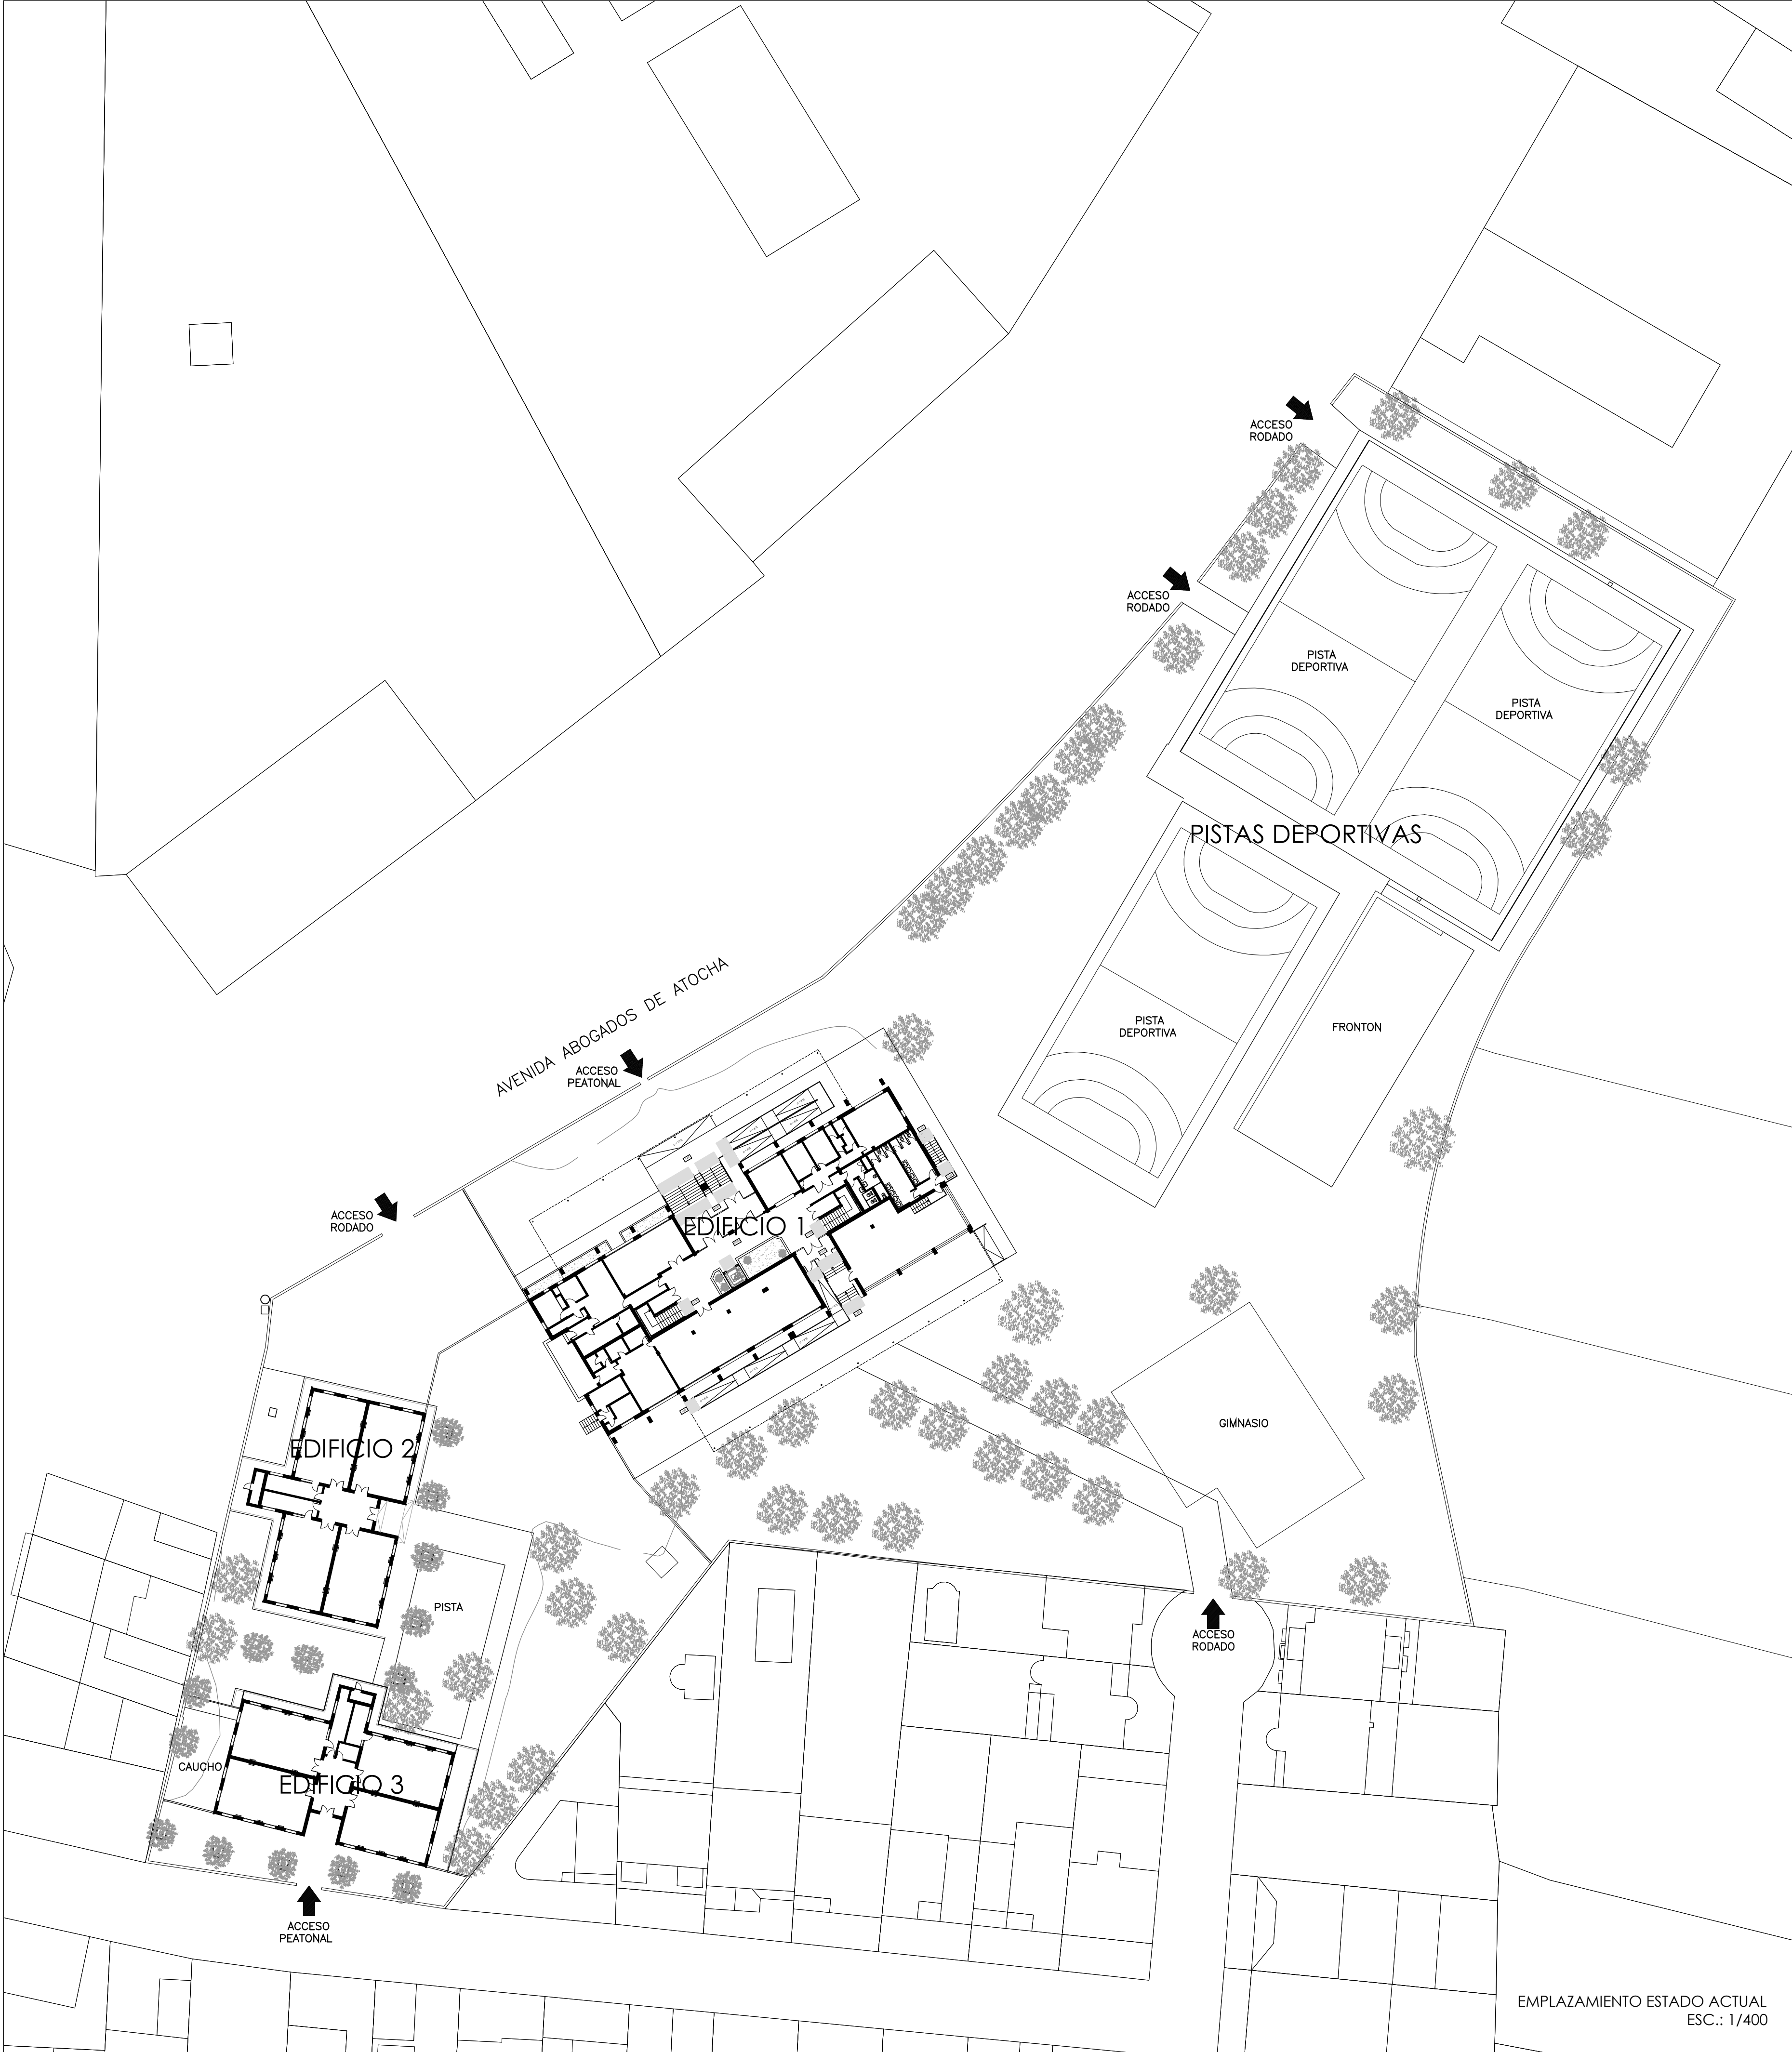 ACCESO
RODADO
ACCESO
RODADO
PISTA
DEPORTIVA
PISTA
DEPORTIVA
PISTAS DEPORTIVAS
AVENIDA ABOGADOS DE ATOCHA
PISTA
DEPORTIVA
FRONTON
ACCESO
PEATONAL
ACCESO
RODADO
EDIFICIO 1
GIMNASIO
EDIFICIO 2
PISTA
ACCESO
RODADO
CAUCHO
EDIFICIO 3
ACCESO
PEATONAL
EMPLAZAMIENTO ESTADO ACTUAL
ESC.: 1/400